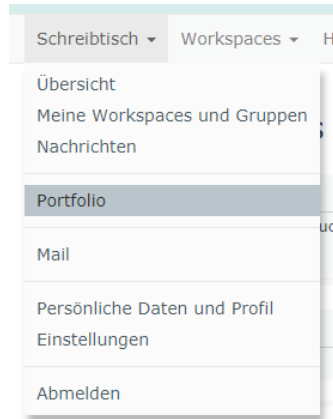 Schreibtisch Workspaces
Übersicht
Meine Workspaces und Gruppen
Nachrichten
Portfolio
Mail
Persönliche Daten und Profil
Einstellungen
Abmelden